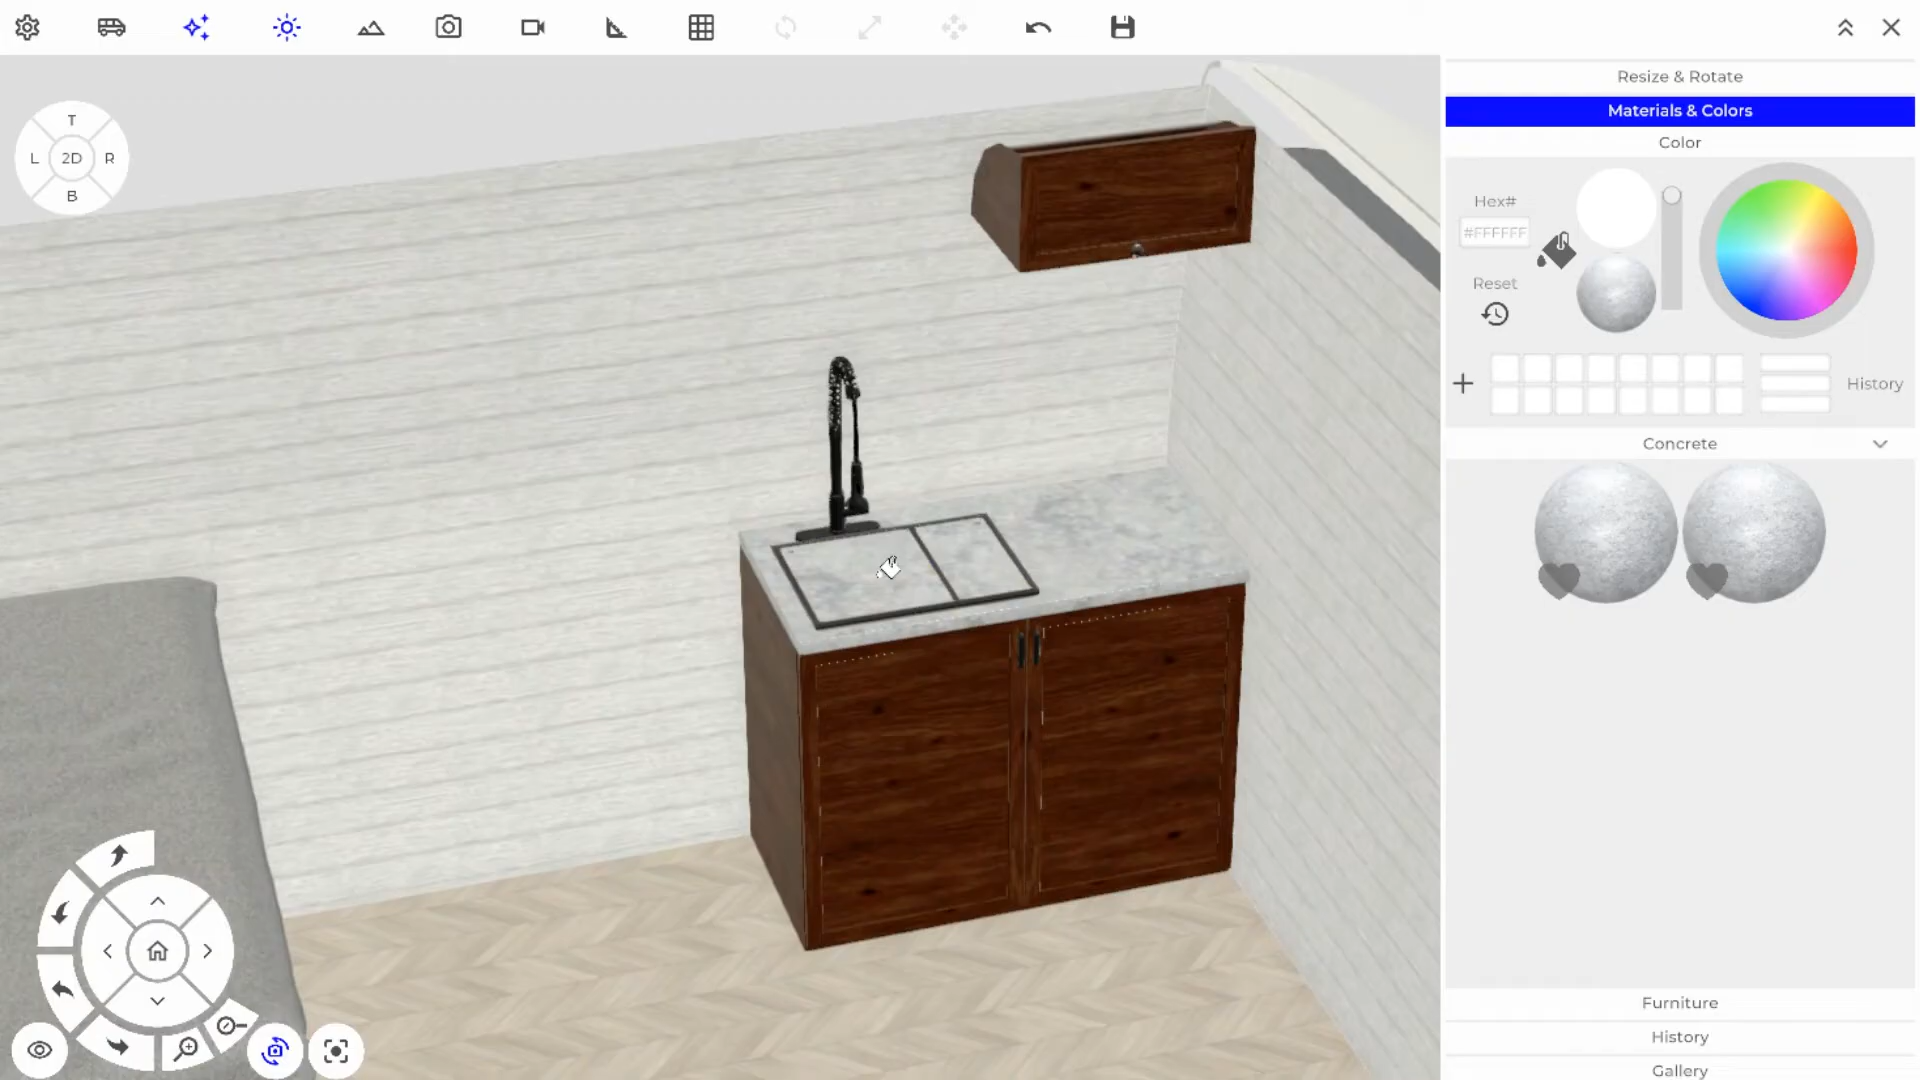 Resize & Rotate
Materials & Colors
Color
Hex#
#FFFFFF
Reset
History
Concrete
Furniture
History
Gallery
T
L 2D R
B